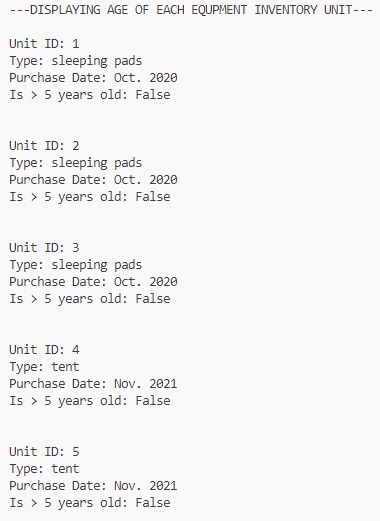 ---DISPLAYING AGE OF EACH EQUPMENT INVENTORY UNIT---
Unit ID: 1
Type: sleeping pads
Purchase Date: Oct. 2020
Is > 5 years old: False
Unit ID: 2
Type: sleeping pads
Purchase Date: Oct. 2020
Is > 5 years old: False
Unit ID: 3
Type: sleeping pads
Purchase Date: Oct. 2020
Is > 5 years old: False
Unit ID: 4
Type: tent
Purchase Date: Nov. 2021
Is > 5 years old: False
Unit ID: 5
Type: tent
Purchase Date: Nov. 2021
Is > 5 years old: False